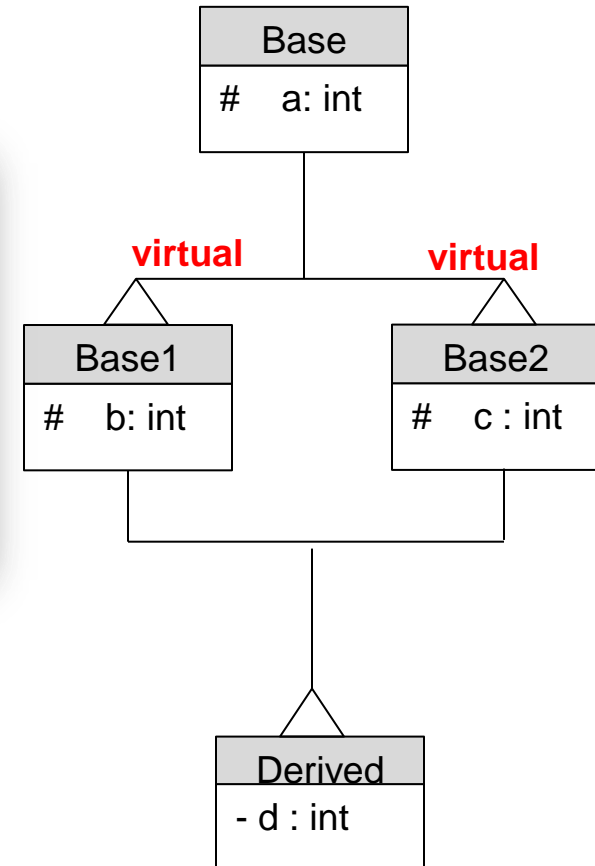 Base
# a: int
virtual virtual
Base1 Base2
# b: int # c : int
Derived
- d : int